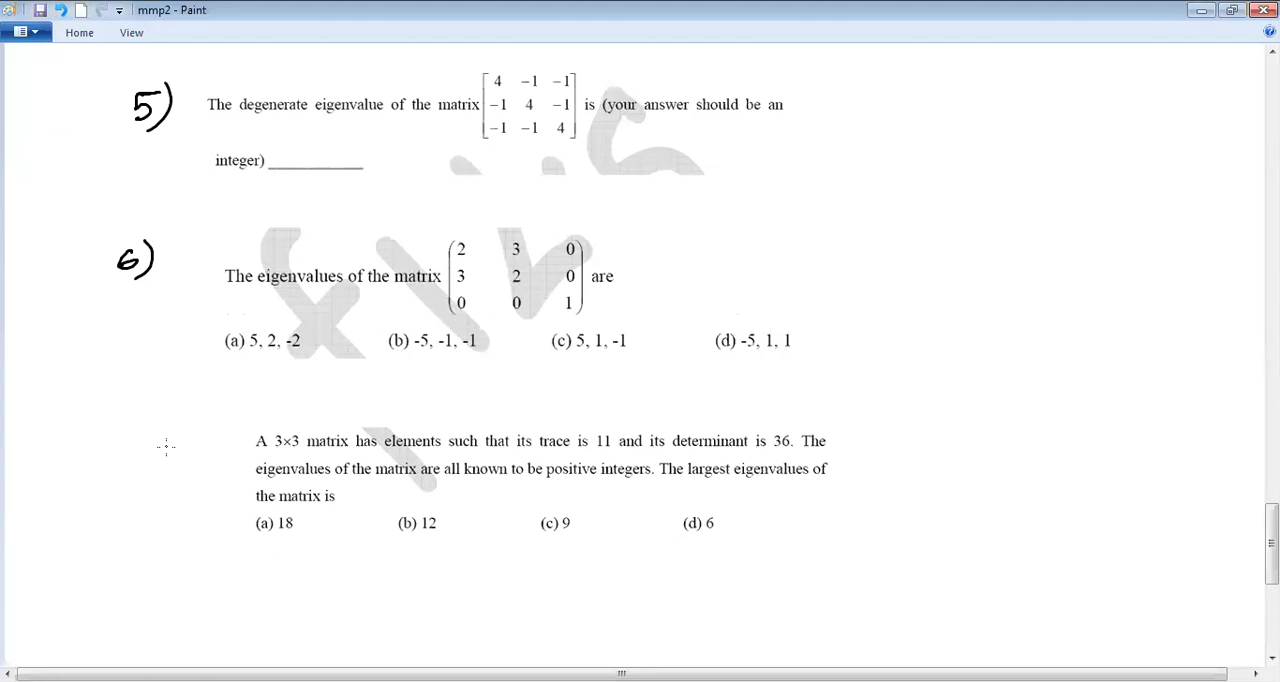 mmp2 - Paint
Home View
5) The degenerate eigenvalue of the matrix [4 −1 −1; −1 4 −1; −1 −1 4] is (your answer should be an
integer) ____________
6) The eigenvalues of the matrix (2 3 0; 3 2 0; 0 0 1) are
(a) 5, 2, -2 (b) -5, -1, -1 (c) 5, 1, -1 (d) -5, 1, 1
A 3×3 matrix has elements such that its trace is 11 and its determinant is 36. The
eigenvalues of the matrix are all known to be positive integers. The largest eigenvalues of
the matrix is
(a) 18 (b) 12 (c) 9 (d) 6